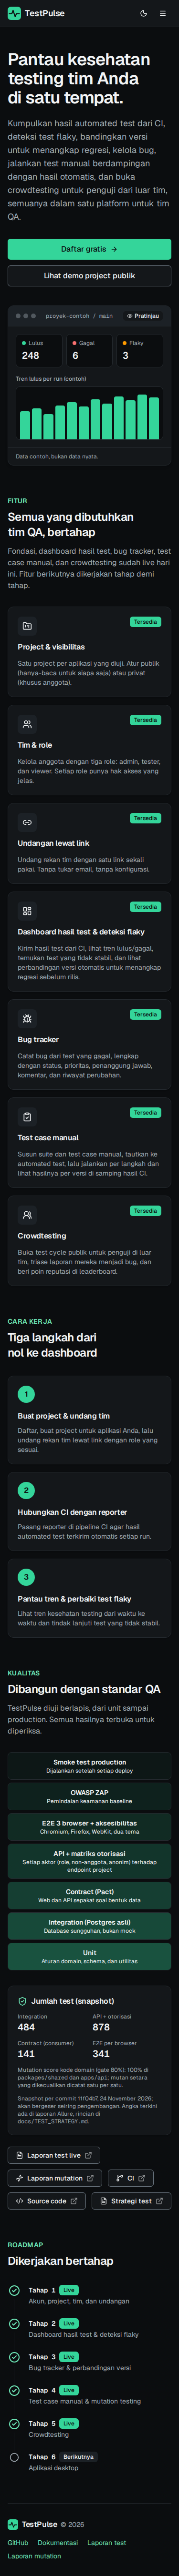 TestPulse
Pantau kesehatan
testing tim Anda
di satu tempat.
Kumpulkan hasil automated test dari CI,
deteksi test flaky, bandingkan versi
untuk menangkap regresi, kelola bug,
jalankan test manual berdampingan
dengan hasil otomatis, dan buka
crowdtesting untuk penguji dari luar tim,
semuanya dalam satu platform untuk tim
QA.
Daftar gratis →
Lihat demo project publik
proyek-contoh / main
Pratinjau
Lulus
248
Gagal
6
Flaky
3
Tren lulus per run (contoh)
Data contoh, bukan data nyata.
FITUR
Semua yang dibutuhkan
tim QA, bertahap
Fondasi, dashboard hasil test, bug tracker, test
case manual, dan crowdtesting sudah live hari
ini. Fitur berikutnya dikerjakan tahap demi
tahap.
Tersedia
Project & visibilitas
Satu project per aplikasi yang diuji. Atur publik
(hanya-baca untuk siapa saja) atau privat
(khusus anggota).
Tersedia
Tim & role
Kelola anggota dengan tiga role: admin, tester,
dan viewer. Setiap role punya hak akses yang
jelas.
Tersedia
Undangan lewat link
Undang rekan tim dengan satu link sekali
pakai. Tanpa tukar email, tanpa konfigurasi.
Tersedia
Dashboard hasil test & deteksi flaky
Kirim hasil test dari CI, lihat tren lulus/gagal,
temukan test yang tidak stabil, dan lihat
perbandingan versi otomatis untuk menangkap
regresi sebelum rilis.
Tersedia
Bug tracker
Catat bug dari test yang gagal, lengkap
dengan status, prioritas, penanggung jawab,
komentar, dan riwayat perubahan.
Tersedia
Test case manual
Susun suite dan test case manual, tautkan ke
automated test, lalu jalankan per langkah dan
lihat hasilnya per versi di samping hasil CI.
Tersedia
Crowdtesting
Buka test cycle publik untuk penguji di luar
tim, triase laporan mereka menjadi bug, dan
beri poin reputasi di leaderboard.
CARA KERJA
Tiga langkah dari
nol ke dashboard
1
Buat project & undang tim
Daftar, buat project untuk aplikasi Anda, lalu
undang rekan tim lewat link dengan role yang
sesuai.
2
Hubungkan CI dengan reporter
Pasang reporter di pipeline CI agar hasil
automated test terkirim otomatis setiap run.
3
Pantau tren & perbaiki test flaky
Lihat tren kesehatan testing dari waktu ke
waktu dan tindak lanjuti test yang tidak stabil.
KUALITAS
Dibangun dengan standar QA
TestPulse diuji berlapis, dari unit sampai
production. Semua hasilnya terbuka untuk
diperiksa.
Smoke test production
Dijalankan setelah setiap deploy
OWASP ZAP
Pemindaian keamanan baseline
E2E 3 browser + aksesibilitas
Chromium, Firefox, WebKit, dua tema
API + matriks otorisasi
Setiap aktor (role, non-anggota, anonim) terhadap
endpoint project
Contract (Pact)
Web dan API sepakat soal bentuk data
Integration (Postgres asli)
Database sungguhan, bukan mock
Unit
Aturan domain, schema, dan utilitas
Jumlah test (snapshot)
Integration
484
API + otorisasi
878
Contract (consumer)
141
E2E per browser
341
Mutation score kode domain (gate 80%): 100% di
packages/shared dan apps/api; mutan setara
yang dikecualikan dicatat satu per satu.
ada di laporan Allure, rincian di
docs/TEST_STRATEGY.md.
Laporan test live
Laporan mutation
CI
Source code
Strategi test
ROADMAP
Dikerjakan bertahap
Tahap 1 Live
Akun, project, tim, dan undangan
Tahap 2 Live
Dashboard hasil test & deteksi flaky
Tahap 3 Live
Bug tracker & perbandingan versi
Tahap 4 Live
Test case manual & mutation testing
Tahap 5 Live
Crowdtesting
Tahap 6 Berikutnya
Aplikasi desktop
TestPulse © 2026
GitHub Dokumentasi Laporan test
Laporan mutation